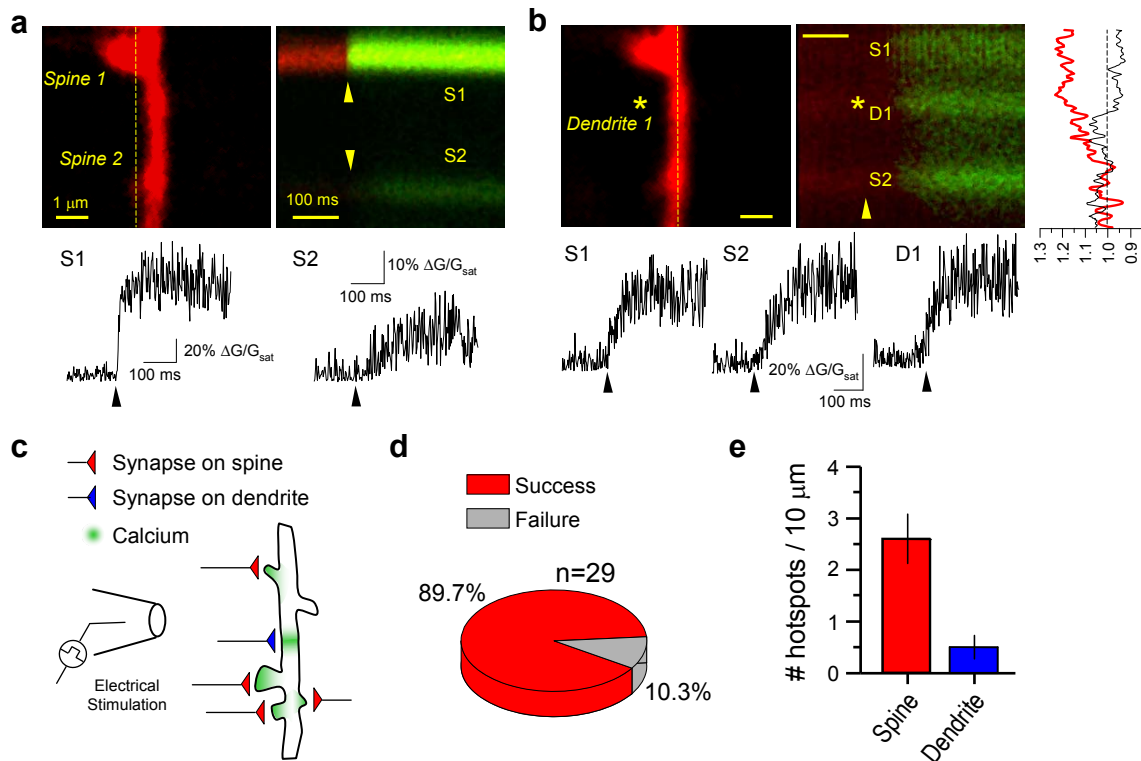 a
Spine 1
Spine 2
1 μm
S1
S2
100 ms
S1
20% ΔG/Gsat
100 ms
S2
10% ΔG/Gsat
100 ms
b
*
Dendrite 1
S1
* D1
S2
1.3
1.2
1.1
1.0
0.9
S1
S2
D1
20% ΔG/Gsat
100 ms
c
Synapse on spine
Synapse on dendrite
Calcium
Electrical
Stimulation
d
Success
Failure
n=29
89.7%
10.3%
e
# hotspots / 10 μm
4
3
2
1
0
Spine
Dendrite